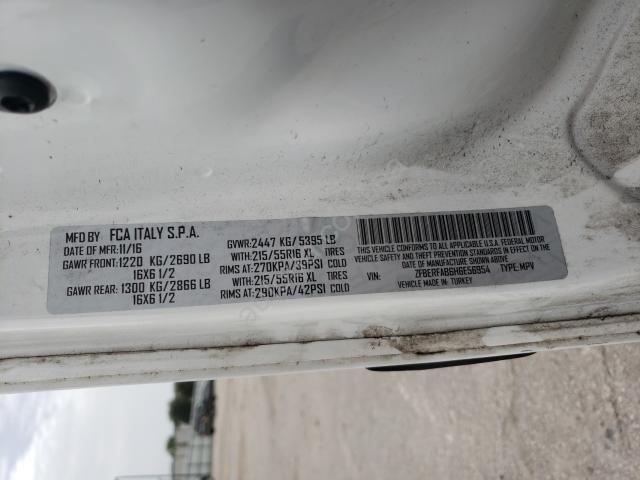 MFD BY FCA ITALY S.P.A.
DATE OF MFR: 11/16 GVWR: 2447 KG/5395 LB
GAWR FRONT: 1220 KG/2690 LB WITH: 215/55R16 XL TIRES
16X6 1/2 RIMS AT: 270KPA/39PSI COLD
GAWR REAR: 1300 KG/2866 LB WITH: 215/55R16 XL TIRES
16X6 1/2 RIMS AT: 290KPA/42PSI COLD
THIS VEHICLE CONFORMS TO ALL APPLICABLE U.S.A. FEDERAL MOTOR
VEHICLE SAFETY AND THEFT PREVENTION STANDARDS IN EFFECT ON
THE DATE OF MANUFACTURE SHOWN ABOVE.
VIN: ZFBERFAB6H6E56954 TYPE: MPV
VEHICLE MADE IN: TURKEY